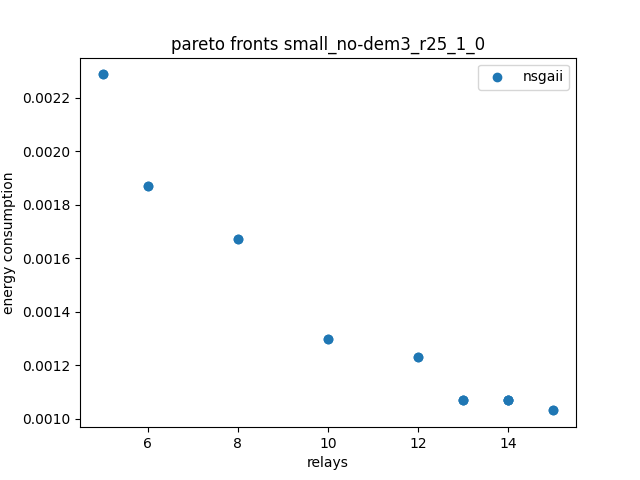 pareto fronts small_no-dem3_r25_1_0
nsgaii
0.0022
0.0020
0.0018
0.0016
0.0014
0.0012
0.0010
energy consumption
6 8 10 12 14
relays